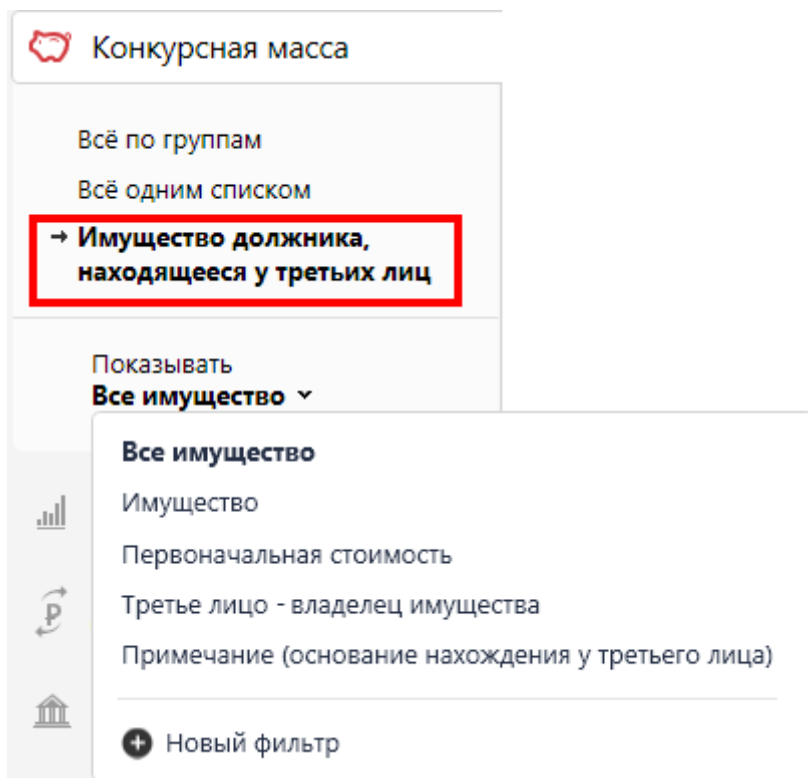 Конкурсная масса
Всё по группам
Всё одним списком
→ Имущество должника,
находящееся у третьих лиц
Показывать
Все имущество
Все имущество
Имущество
Первоначальная стоимость
Третье лицо - владелец имущества
Примечание (основание нахождения у третьего лица)
Новый фильтр